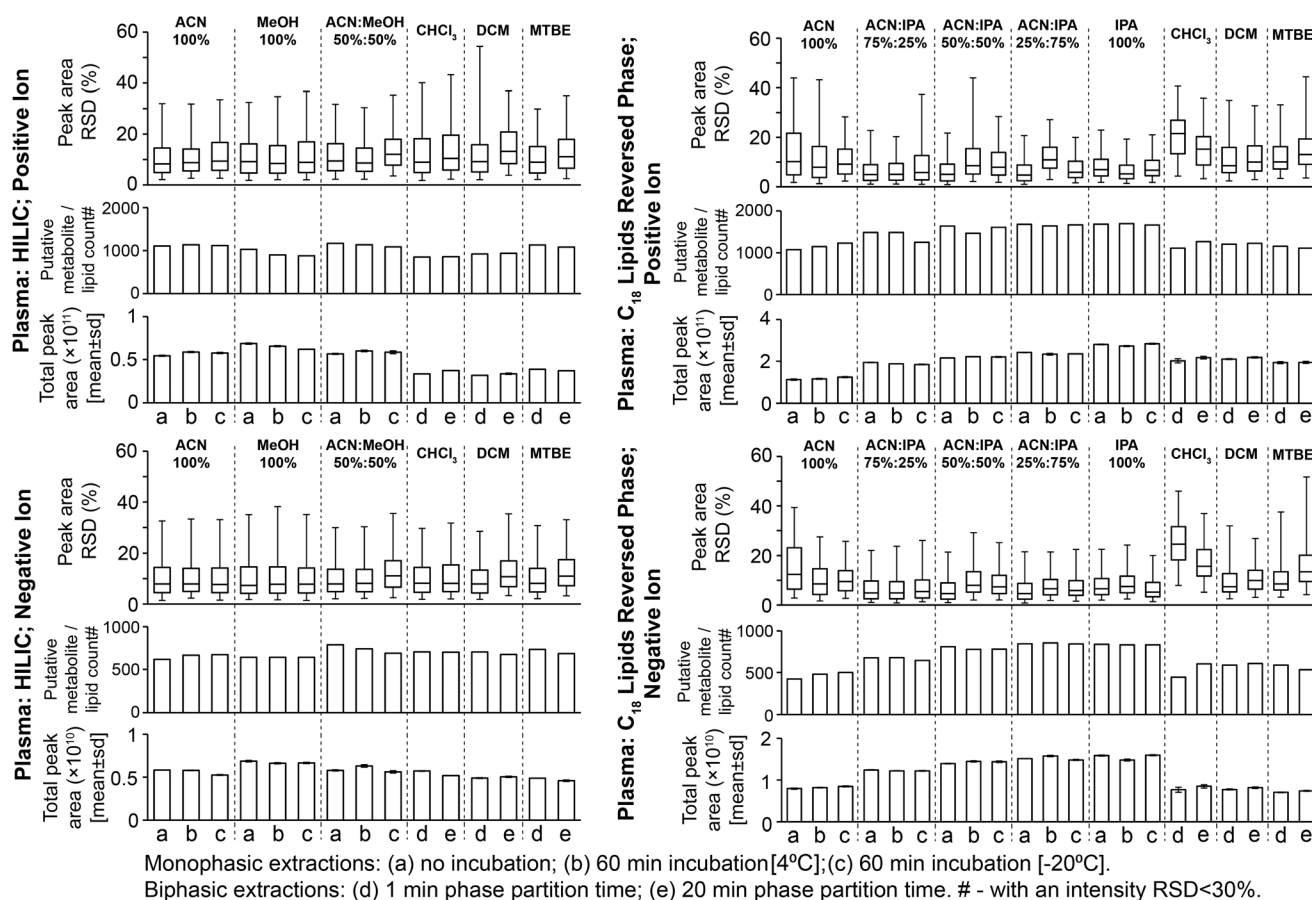 Plasma: HILIC; Positive Ion
ACN MeOH ACN:MeOH CHCl₃ DCM MTBE
100% 100% 50%:50%
Peak area
RSD (%)
60
40
20
0
Putative
metabolite /
lipid count#
2000
1000
0
Total peak
area (×10¹¹)
[mean±sd]
1
0.5
0
a b c a b c a b c d e d e d e
Plasma: C₁₈ Lipids Reversed Phase;
Positive Ion
ACN ACN:IPA ACN:IPA ACN:IPA IPA CHCl₃ DCM MTBE
100% 75%:25% 50%:50% 25%:75% 100%
Peak area
RSD (%)
60
40
20
0
Putative
metabolite /
lipid count#
2000
1000
0
Total peak
area (×10¹¹)
[mean±sd]
4
2
0
a b c a b c a b c a b c a b c d e d e d e
Plasma: HILIC; Negative Ion
ACN MeOH ACN:MeOH CHCl₃ DCM MTBE
100% 100% 50%:50%
Peak area
RSD (%)
60
40
20
0
Putative
metabolite /
lipid count#
1000
500
0
Total peak
area (×10¹⁰)
[mean±sd]
1
0.5
0
a b c a b c a b c d e d e d e
Plasma: C₁₈ Lipids Reversed Phase;
Negative Ion
ACN ACN:IPA ACN:IPA ACN:IPA IPA CHCl₃ DCM MTBE
100% 75%:25% 50%:50% 25%:75% 100%
Peak area
RSD (%)
60
40
20
0
Putative
metabolite /
lipid count#
1000
500
0
Total peak
area (×10¹⁰)
[mean±sd]
2
1
0
a b c a b c a b c a b c a b c d e d e d e
Monophasic extractions: (a) no incubation; (b) 60 min incubation[4ºC];(c) 60 min incubation [-20ºC].
Biphasic extractions: (d) 1 min phase partition time; (e) 20 min phase partition time. # - with an intensity RSD<30%.